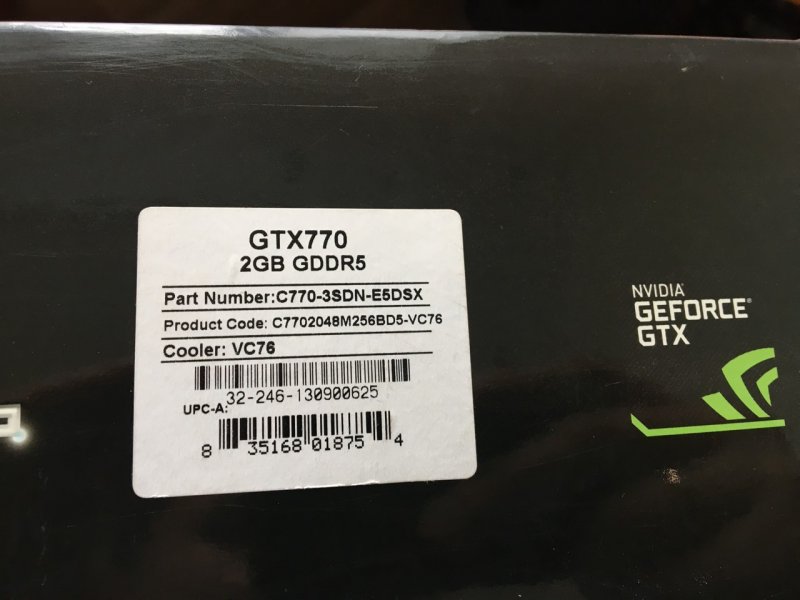 GTX770
2GB GDDR5
Part Number:C770-3SDN-E5DSX
Product Code: C7702048M256BD5-VC76
Cooler: VC76
32-246-130900625
UPC-A:
8 35168 01875 4
NVIDIA
GEFORCE®
GTX